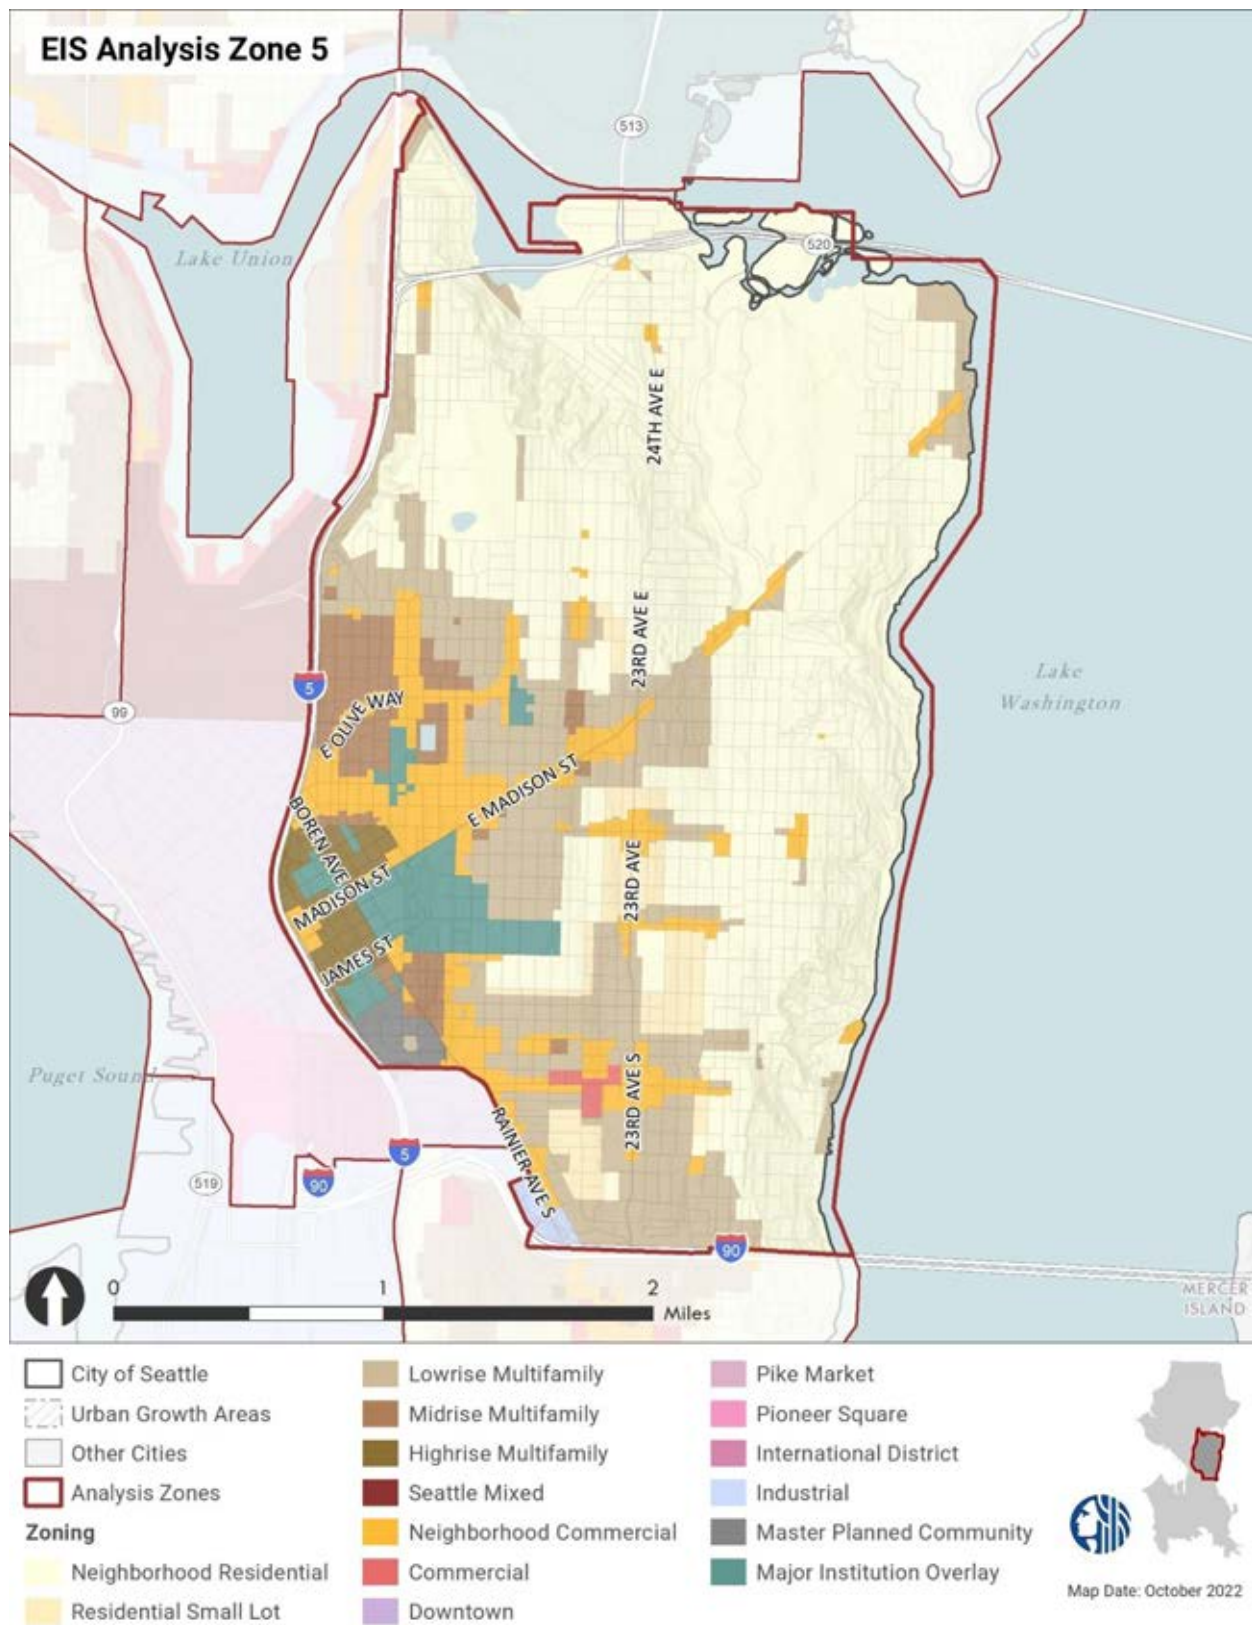 EIS Analysis Zone 5
513
520
Lake Union
24TH AVE E
23RD AVE E
5
99
E OLIVE WAY
Lake
Washington
E MADISON ST
BOREN AVE
MADISON ST
23RD AVE
JAMES ST
Puget Sound
23RD AVE S
RAINIER AVE S
5
519
90
90
0 1 2
Miles
MERCER
ISLAND
City of Seattle
Urban Growth Areas
Other Cities
Analysis Zones
Zoning
Neighborhood Residential
Residential Small Lot
Lowrise Multifamily
Midrise Multifamily
Highrise Multifamily
Seattle Mixed
Neighborhood Commercial
Commercial
Downtown
Pike Market
Pioneer Square
International District
Industrial
Master Planned Community
Major Institution Overlay
Map Date: October 2022